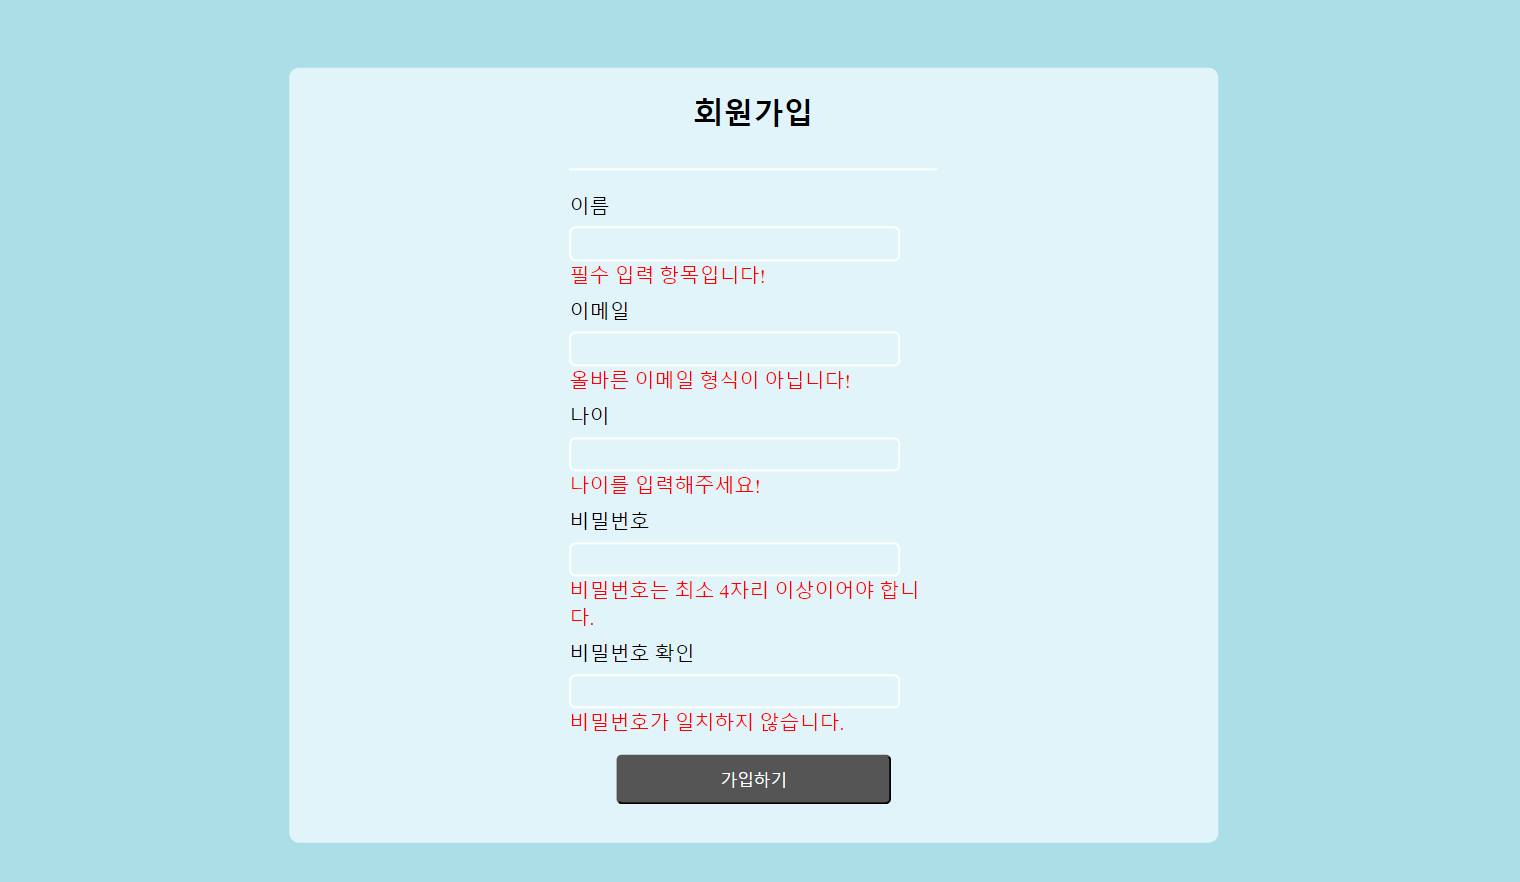 회원가입
이름
필수 입력 항목입니다!
이메일
올바른 이메일 형식이 아닙니다!
나이
나이를 입력해주세요!
비밀번호
비밀번호는 최소 4자리 이상이어야 합니
다.
비밀번호 확인
비밀번호가 일치하지 않습니다.
가입하기